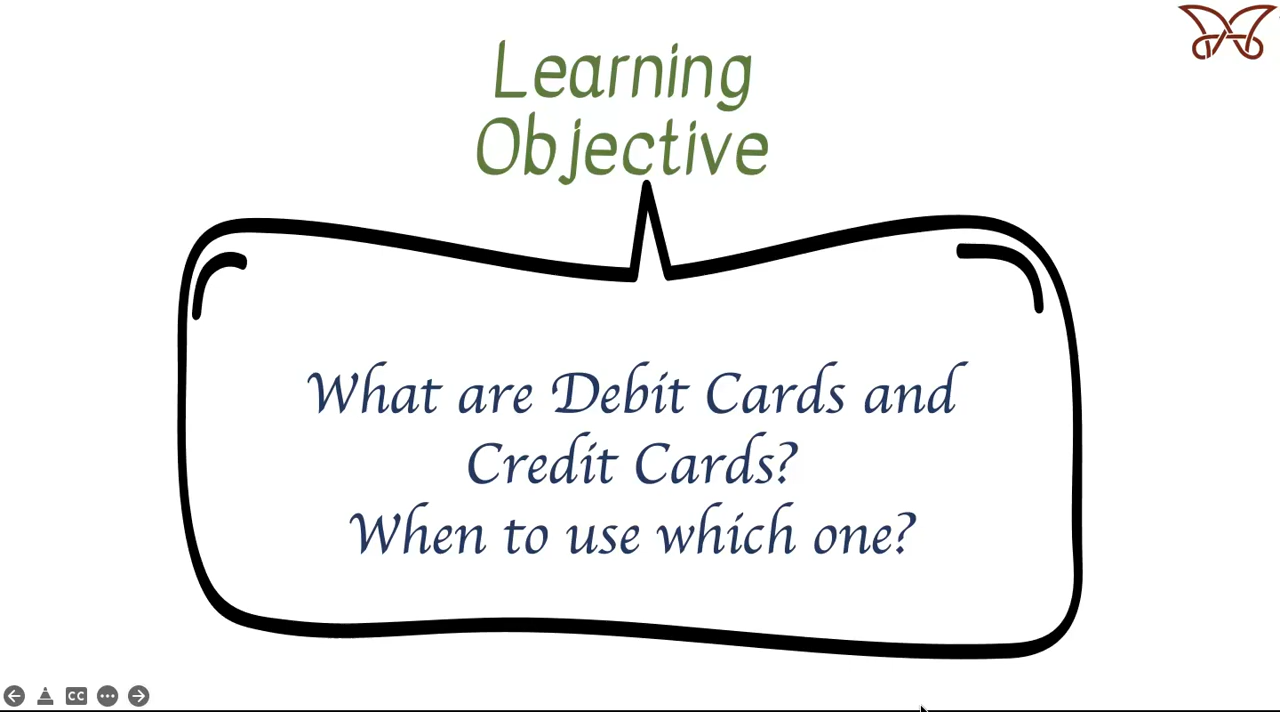 Learning
Objective
What are Debit Cards and
Credit Cards?
When to use which one?
CC